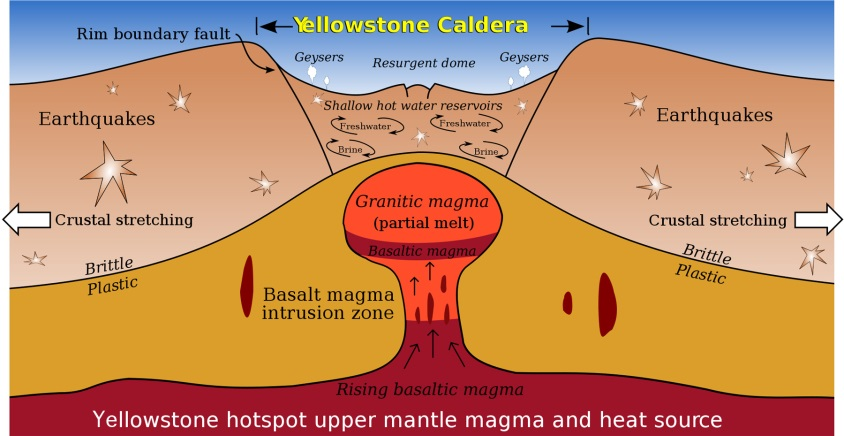 Yellowstone Caldera
Rim boundary fault
Geysers
Resurgent dome
Geysers
Shallow hot water reservoirs
Freshwater
Freshwater
Brine
Brine
Earthquakes
Earthquakes
Granitic magma
(partial melt)
Crustal stretching
Crustal stretching
Basaltic magma
Brittle
Plastic
Brittle
Plastic
Basalt magma
intrusion zone
Rising basaltic magma
Yellowstone hotspot upper mantle magma and heat source